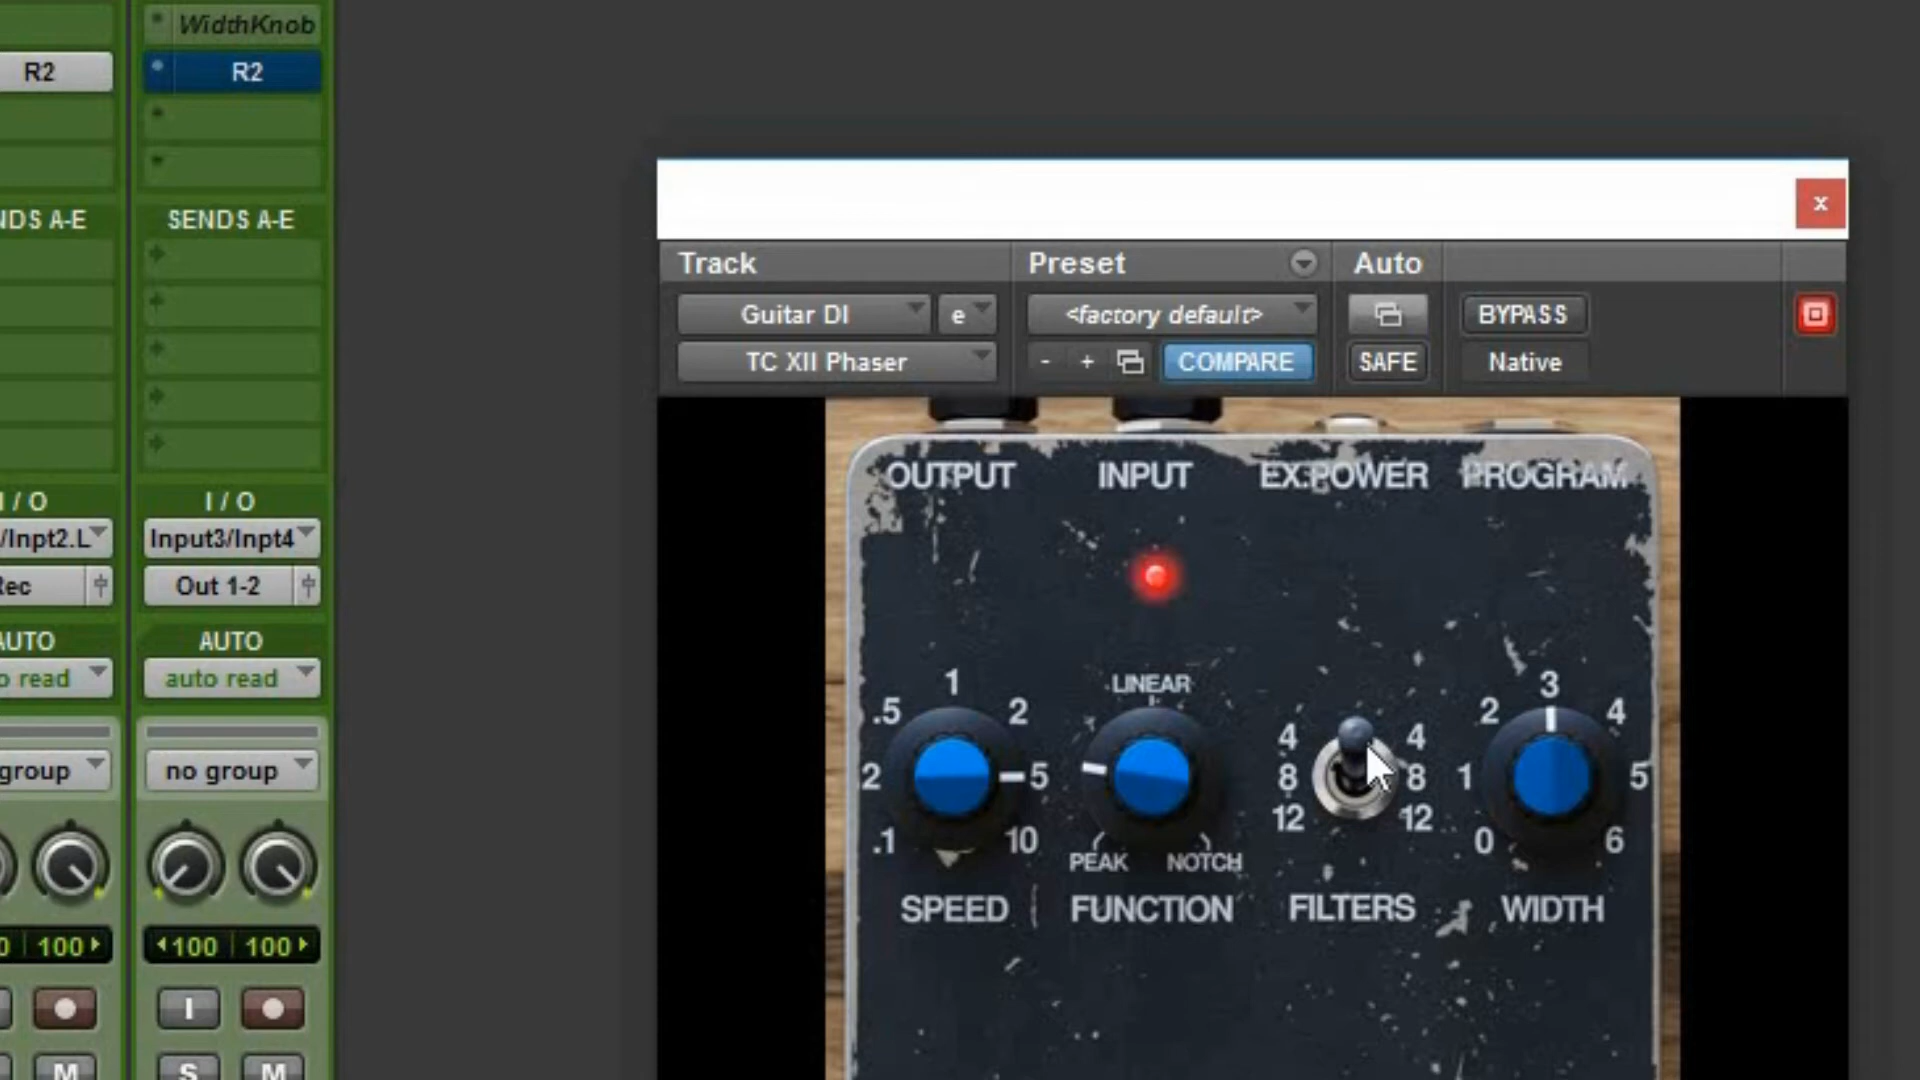 WidthKnob
R2
R2
NDS A-E
SENDS A-E
I / O
I / O
/Inpt2.L
Input3/Inpt4
Rec
Out 1-2
AUTO
AUTO
o read
auto read
group
no group
0 100
100 100
I
M
S M
x
Track
Preset
Auto
Guitar DI
e
<factory default>
BYPASS
TC XII Phaser
- +
COMPARE
SAFE
Native
OUTPUT INPUT EX.POWER PROGRAM
.1 .2 .5 1 2 5 10
SPEED
LINEAR
PEAK NOTCH
FUNCTION
4 4
8 8
12 12
FILTERS
0 1 2 3 4 5 6
WIDTH